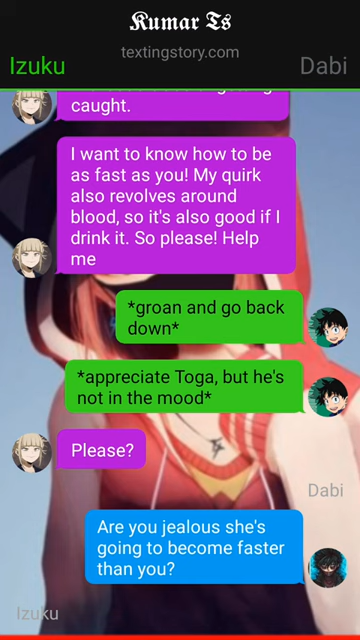 Kumar Ts
textingstory.com
Izuku
Dabi
caught.
I want to know how to be
as fast as you! My quirk
also revolves around
blood, so it's also good if I
drink it. So please! Help
me
*groan and go back
down*
*appreciate Toga, but he's
not in the mood*
Please?
Dabi
Are you jealous she's
going to become faster
than you?
Izuku